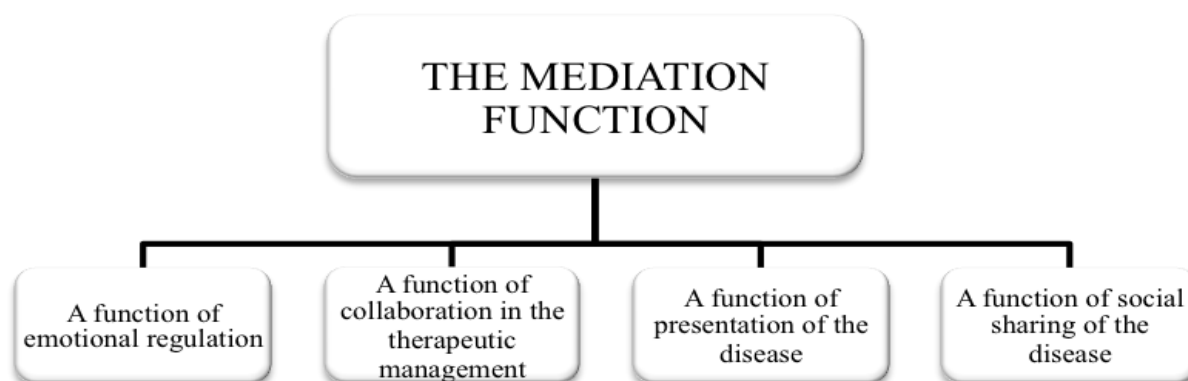 THE MEDIATION
FUNCTION
A function of
emotional regulation
A function of
collaboration in the
therapeutic
management
A function of
presentation of the
disease
A function of social
sharing of the
disease